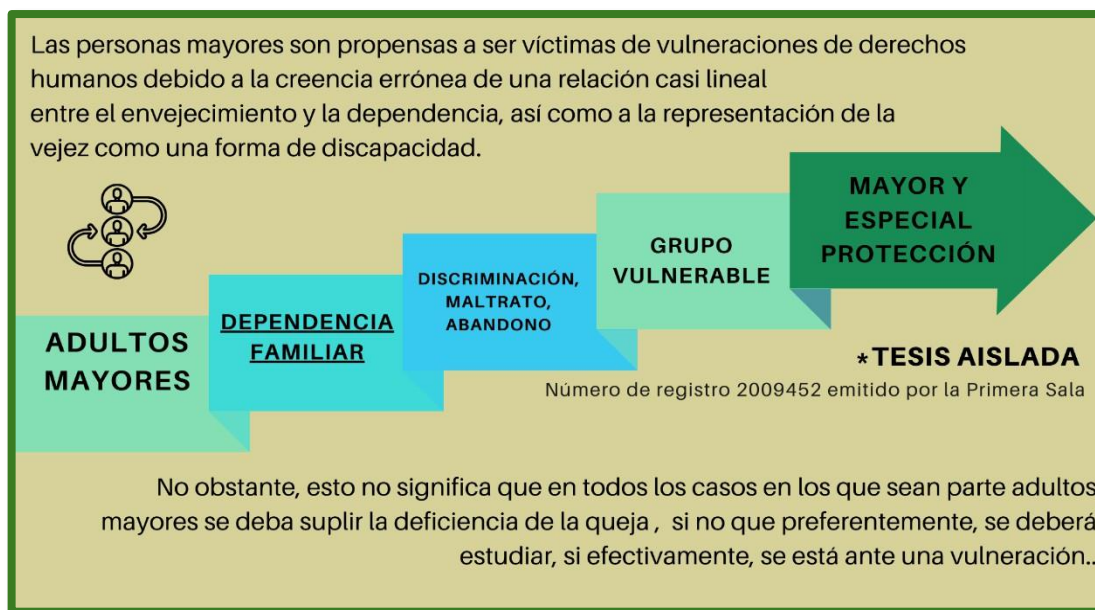 Las personas mayores son propensas a ser víctimas de vulneraciones de derechos
humanos debido a la creencia errónea de una relación casi lineal
entre el envejecimiento y la dependencia, así como a la representación de la
vejez como una forma de discapacidad.
ADULTOS
MAYORES
DEPENDENCIA
FAMILIAR
DISCRIMINACIÓN,
MALTRATO,
ABANDONO
GRUPO
VULNERABLE
MAYOR Y
ESPECIAL
PROTECCIÓN
*TESIS AISLADA
Número de registro 2009452 emitido por la Primera Sala
No obstante, esto no significa que en todos los casos en los que sean parte adultos
mayores se deba suplir la deficiencia de la queja , si no que preferentemente, se deberá
estudiar, si efectivamente, se está ante una vulneración..